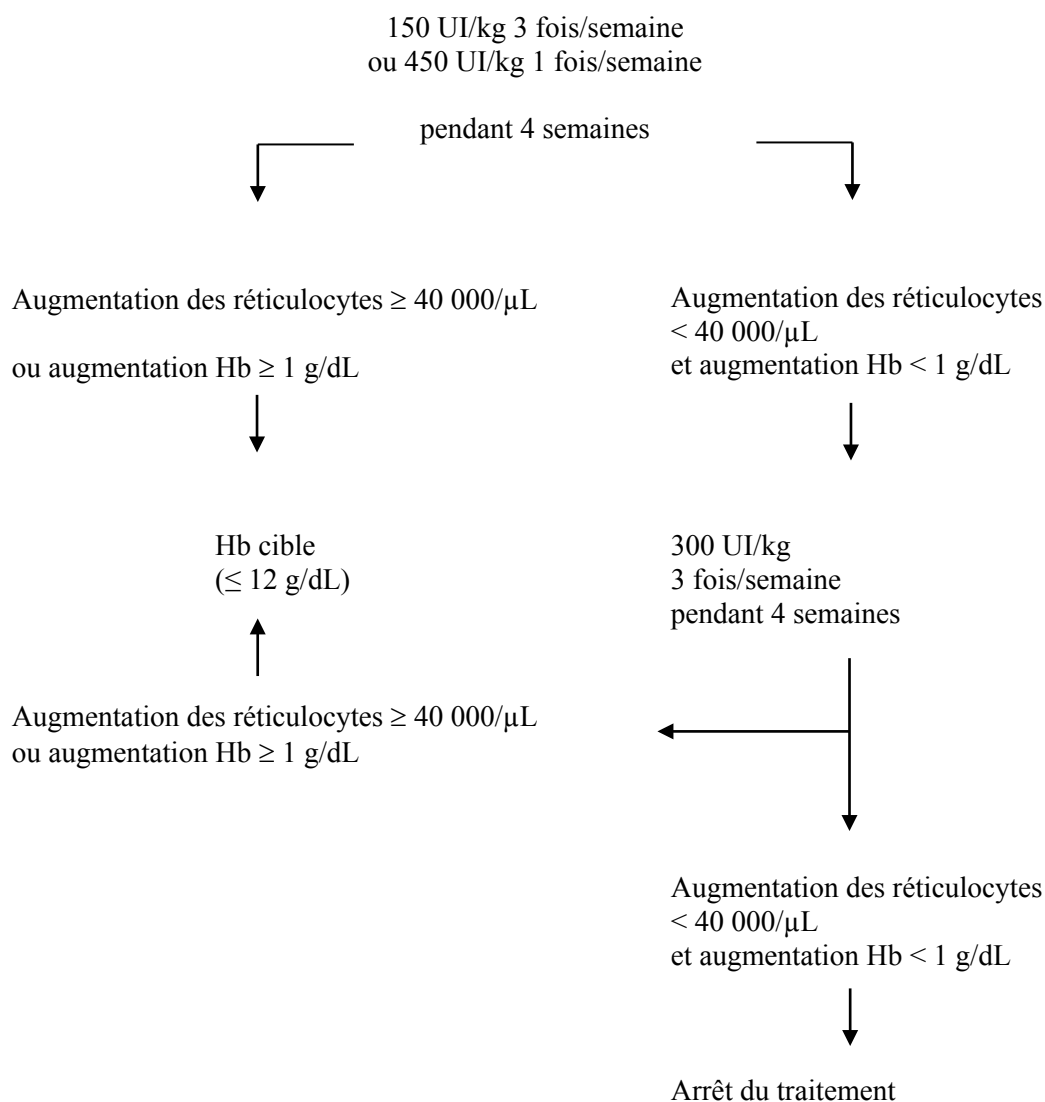 150 UI/kg 3 fois/semaine
ou 450 UI/kg 1 fois/semaine
pendant 4 semaines
Augmentation des réticulocytes ≥ 40 000/µL
ou augmentation Hb ≥ 1 g/dL
Augmentation des réticulocytes
< 40 000/µL
et augmentation Hb < 1 g/dL
Hb cible
(≤ 12 g/dL)
300 UI/kg
3 fois/semaine
pendant 4 semaines
Augmentation des réticulocytes ≥ 40 000/µL
ou augmentation Hb ≥ 1 g/dL
Augmentation des réticulocytes
< 40 000/µL
et augmentation Hb < 1 g/dL
Arrêt du traitement